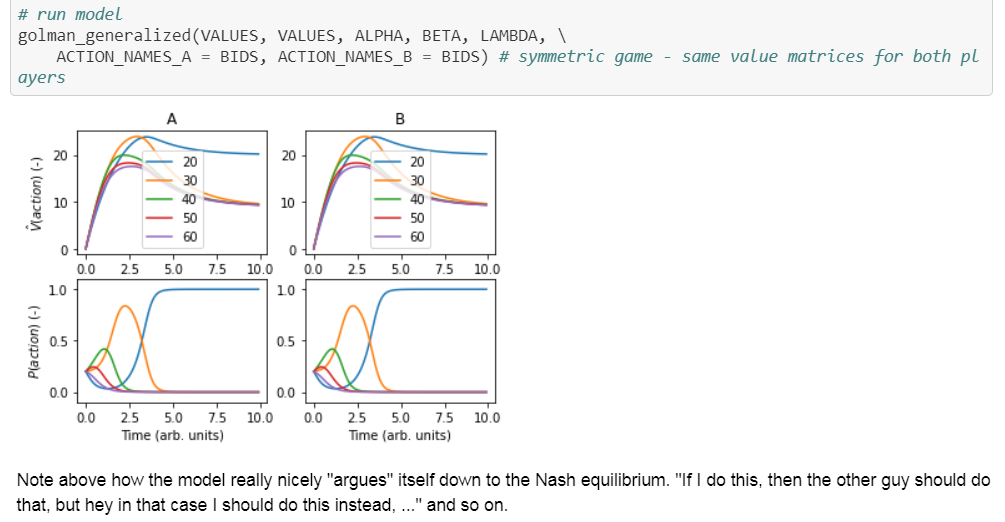 # run model
golman_generalized(VALUES, VALUES, ALPHA, BETA, LAMBDA, \
    ACTION_NAMES_A = BIDS, ACTION_NAMES_B = BIDS) # symmetric game - same value matrices for both pl
ayers
A
B
V̂(action) (-)
20
10
0
20
30
40
50
60
0.0 2.5 5.0 7.5 10.0
20
10
0
20
30
40
50
60
0.0 2.5 5.0 7.5 10.0
P(action) (-)
1.0
0.5
0.0
0.0 2.5 5.0 7.5 10.0
Time (arb. units)
1.0
0.5
0.0
0.0 2.5 5.0 7.5 10.0
Time (arb. units)
Note above how the model really nicely "argues" itself down to the Nash equilibrium. "If I do this, then the other guy should do
that, but hey in that case I should do this instead, ..." and so on.